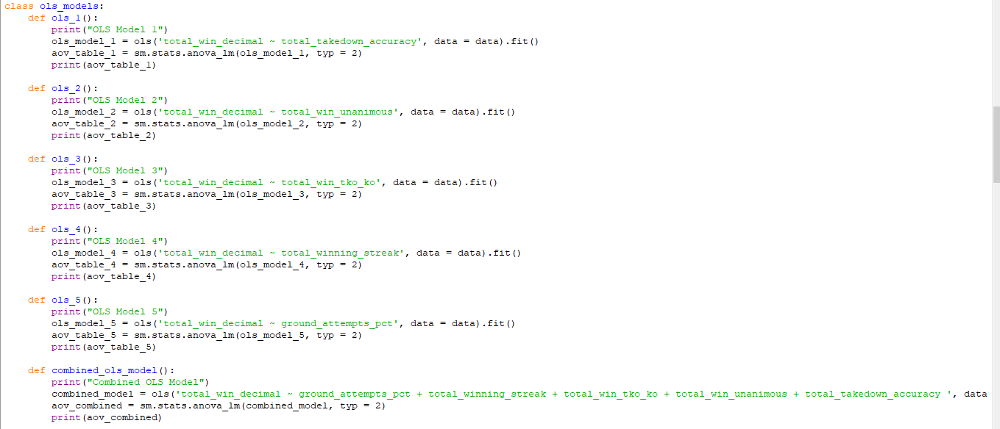 class ols_models:
    def ols_1():
        print("OLS Model 1")
        ols_model_1 = ols('total_win_decimal ~ total_takedown_accuracy', data = data).fit()
        aov_table_1 = sm.stats.anova_lm(ols_model_1, typ = 2)
        print(aov_table_1)

    def ols_2():
        print("OLS Model 2")
        ols_model_2 = ols('total_win_decimal ~ total_win_unanimous', data = data).fit()
        aov_table_2 = sm.stats.anova_lm(ols_model_2, typ = 2)
        print(aov_table_2)

    def ols_3():
        print("OLS Model 3")
        ols_model_3 = ols('total_win_decimal ~ total_win_tko_ko', data = data).fit()
        aov_table_3 = sm.stats.anova_lm(ols_model_3, typ = 2)
        print(aov_table_3)

    def ols_4():
        print("OLS Model 4")
        ols_model_4 = ols('total_win_decimal ~ total_winning_streak', data = data).fit()
        aov_table_4 = sm.stats.anova_lm(ols_model_4, typ = 2)
        print(aov_table_4)

    def ols_5():
        print("OLS Model 5")
        ols_model_5 = ols('total_win_decimal ~ ground_attempts_pct', data = data).fit()
        aov_table_5 = sm.stats.anova_lm(ols_model_5, typ = 2)
        print(aov_table_5)

    def combined_ols_model():
        print("Combined OLS Model")
        combined_model = ols('total_win_decimal ~ ground_attempts_pct + total_winning_streak + total_win_tko_ko + total_win_unanimous + total_takedown_accuracy ', data
        aov_combined = sm.stats.anova_lm(combined_model, typ = 2)
        print(aov_combined)